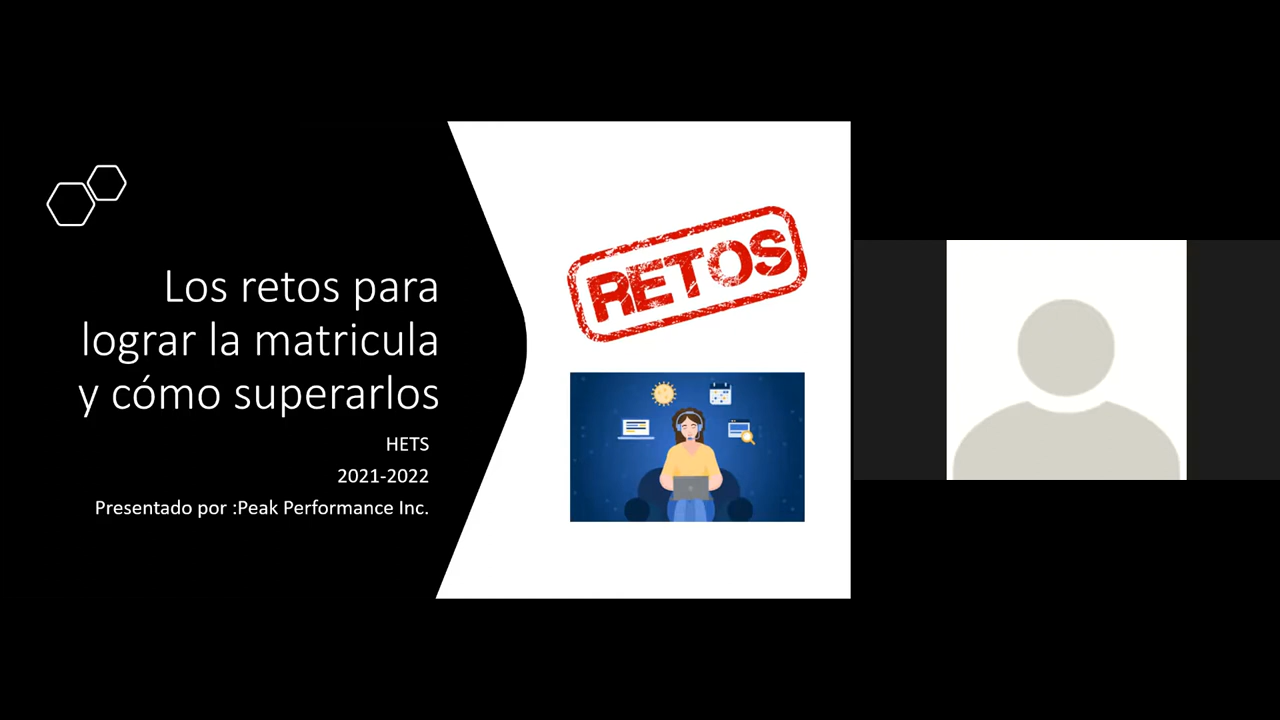 Los retos para
lograr la matricula
y cómo superarlos
HETS
2021-2022
Presentado por :Peak Performance Inc.
RETOS